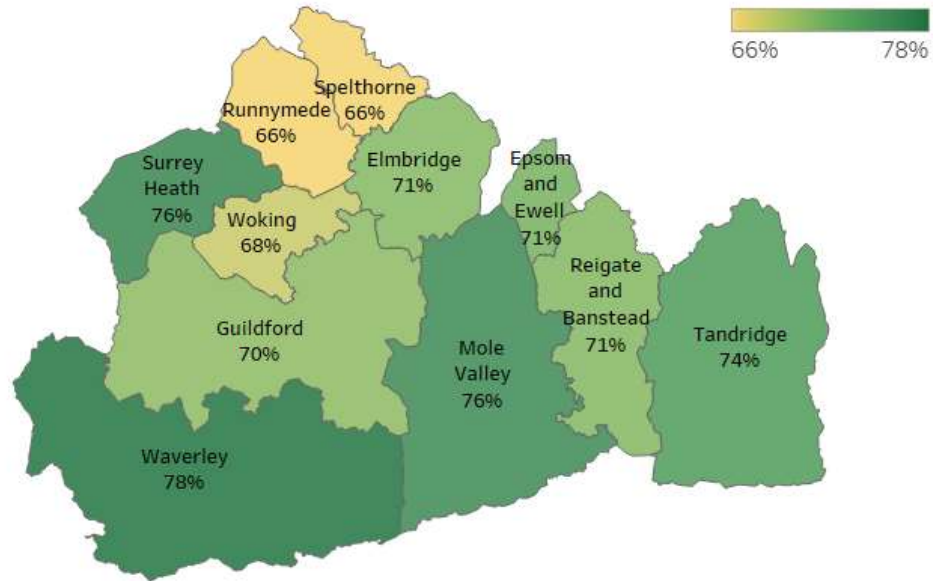 66%
78%
Spelthorne
66%
Runnymede
66%
Elmbridge
71%
Epsom
and
Ewell
71%
Surrey
Heath
76%
Woking
68%
Reigate
and
Banstead
71%
Guildford
70%
Mole
Valley
76%
Tandridge
74%
Waverley
78%